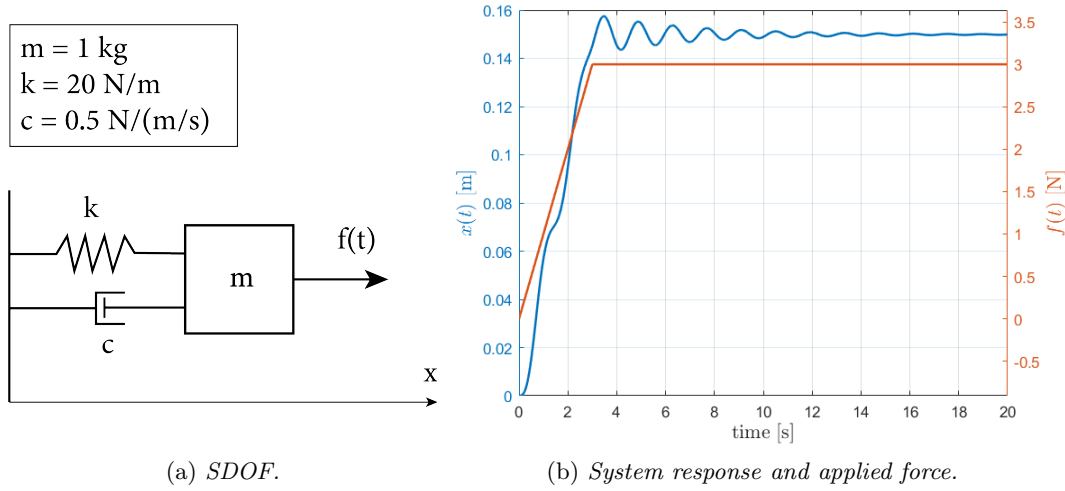 m = 1 kg
k = 20 N/m
c = 0.5 N/(m/s)
k
m
f(t)
c
x
(a) SDOF.
0.16
0.14
0.12
0.1
0.08
0.06
0.04
0.02
0
x(t) [m]
3.5
3
2.5
2
1.5
1
0.5
0
-0.5
f(t) [N]
0 2 4 6 8 10 12 14 16 18 20
time [s]
(b) System response and applied force.